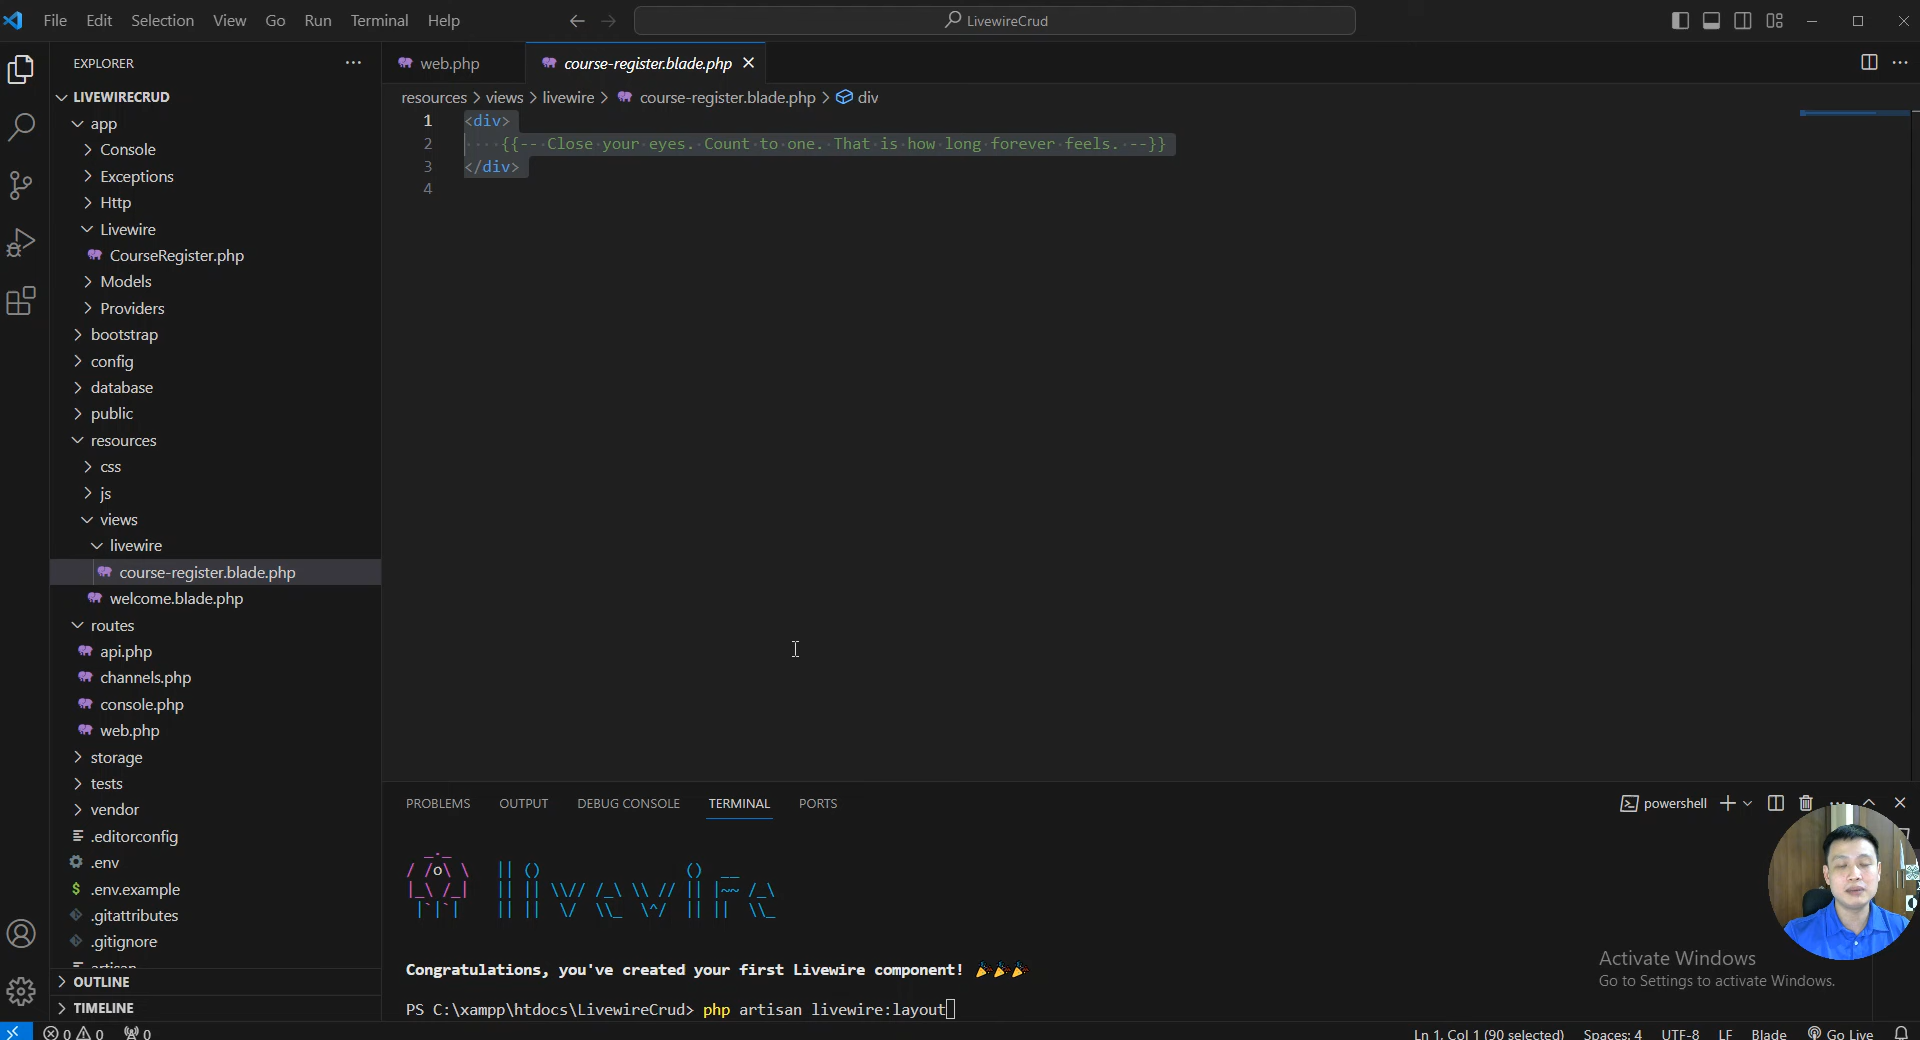 File Edit Selection View Go Run Terminal Help
LivewireCrud
EXPLORER
LIVEWIRECRUD
app
Console
Exceptions
Http
Livewire
CourseRegister.php
Models
Providers
bootstrap
config
database
public
resources
css
js
views
livewire
course-register.blade.php
welcome.blade.php
routes
api.php
channels.php
console.php
web.php
storage
tests
vendor
.editorconfig
.env
.env.example
.gitattributes
.gitignore
artisan
OUTLINE
TIMELINE
web.php course-register.blade.php
resources > views > livewire > course-register.blade.php > div
1 <div>
2 {{-- Close your eyes. Count to one. That is how long forever feels. --}}
3 </div>
4
PROBLEMS OUTPUT DEBUG CONSOLE TERMINAL PORTS
powershell
Congratulations, you've created your first Livewire component! 🎉🎉🎉
PS C:\xampp\htdocs\LivewireCrud> php artisan livewire:layout
Activate Windows
Go to Settings to activate Windows.
0 0 0 Ln 1, Col 1 (90 selected) Spaces: 4 UTF-8 LF Blade Go Live